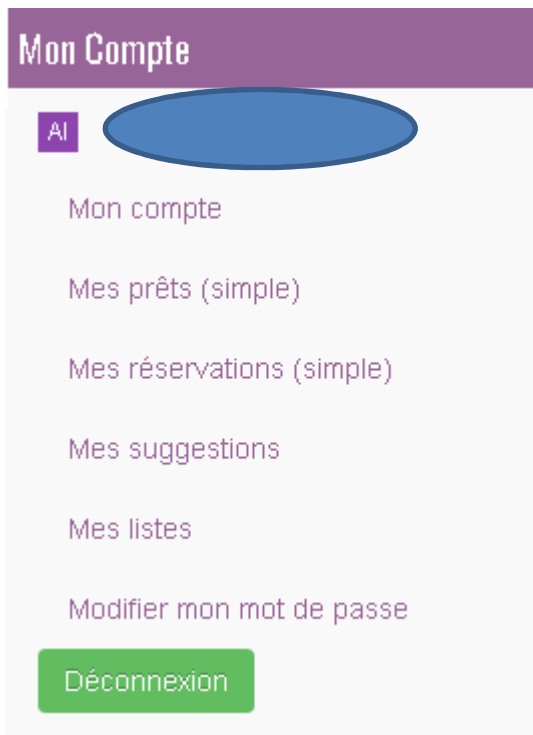 Mon Compte
AI
Mon compte
Mes prêts (simple)
Mes réservations (simple)
Mes suggestions
Mes listes
Modifier mon mot de passe
Déconnexion